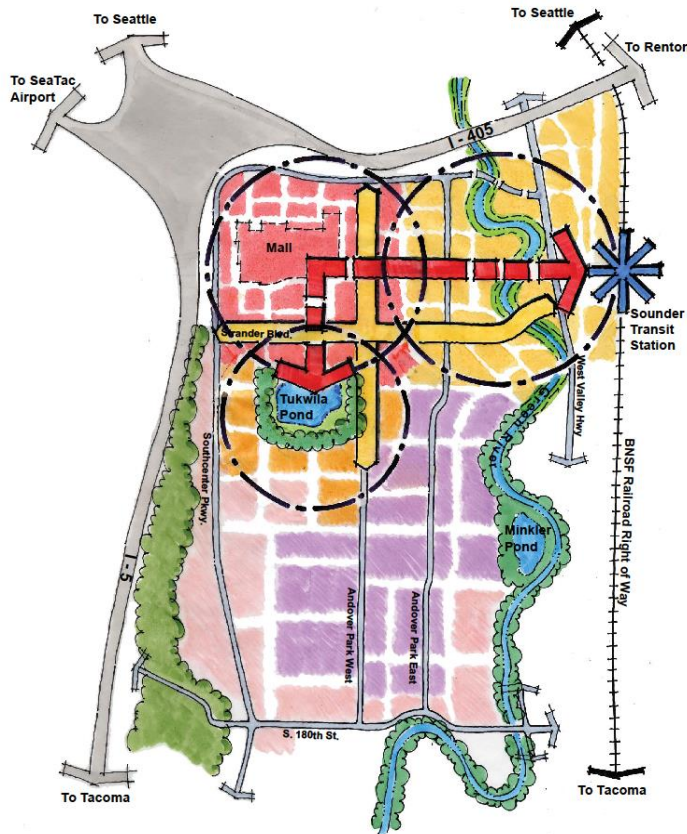 To Seattle
To Seattle
To Renton
To SeaTac
Airport
I - 405
Mall
Sounder
Transit
Station
Strander Blvd.
Tukwila
Pond
West Valley Hwy
Green River
Southcenter Pkwy.
BNSF Railroad Right of Way
Minkler
Pond
I - 5
Andover Park West
Andover Park East
S. 180th St.
To Tacoma
To Tacoma